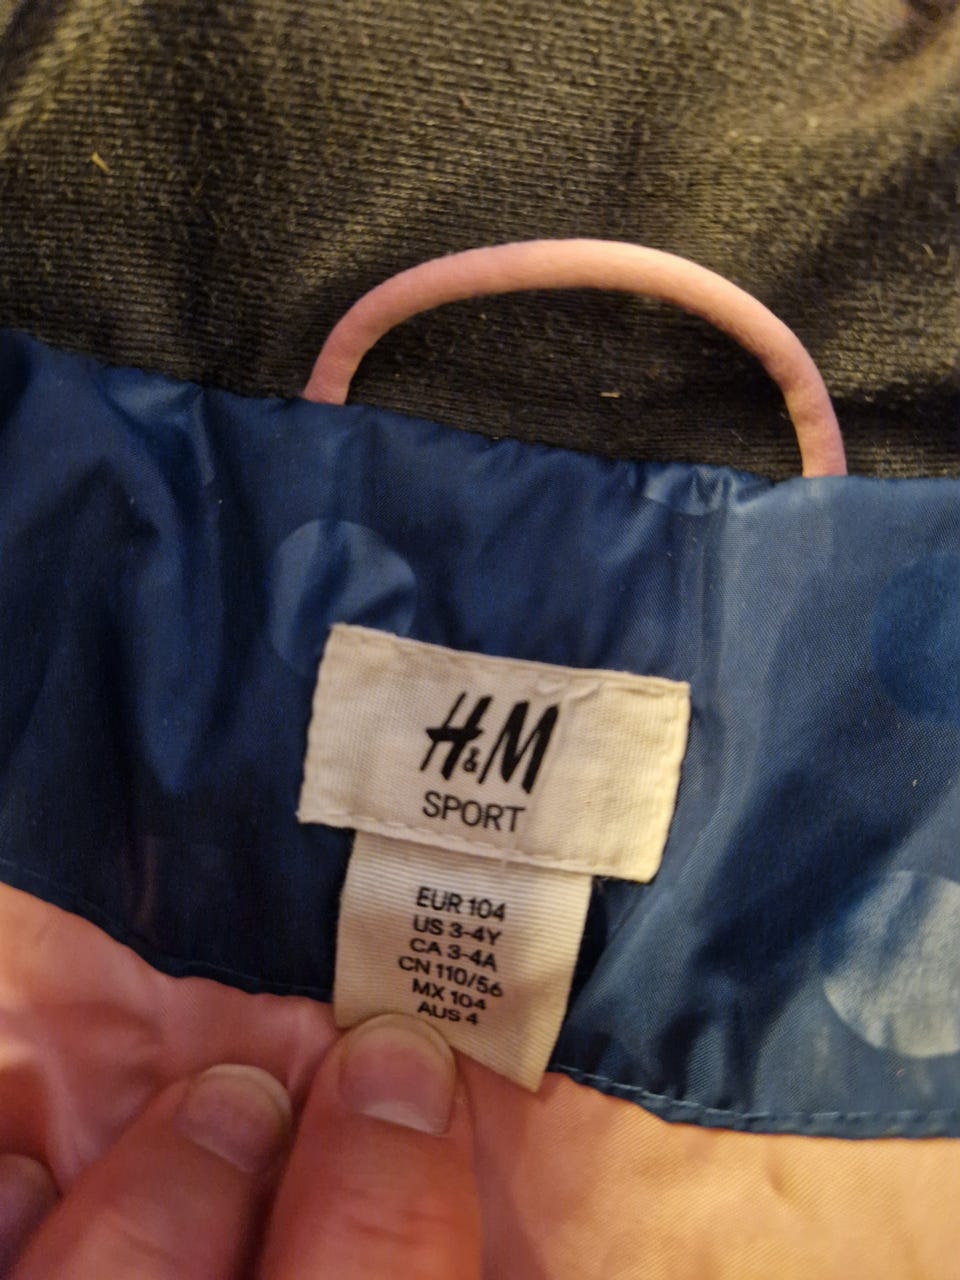 H&M
SPORT
EUR 104
US 3-4Y
CA 3-4A
CN 110/56
MX 104
AUS 4